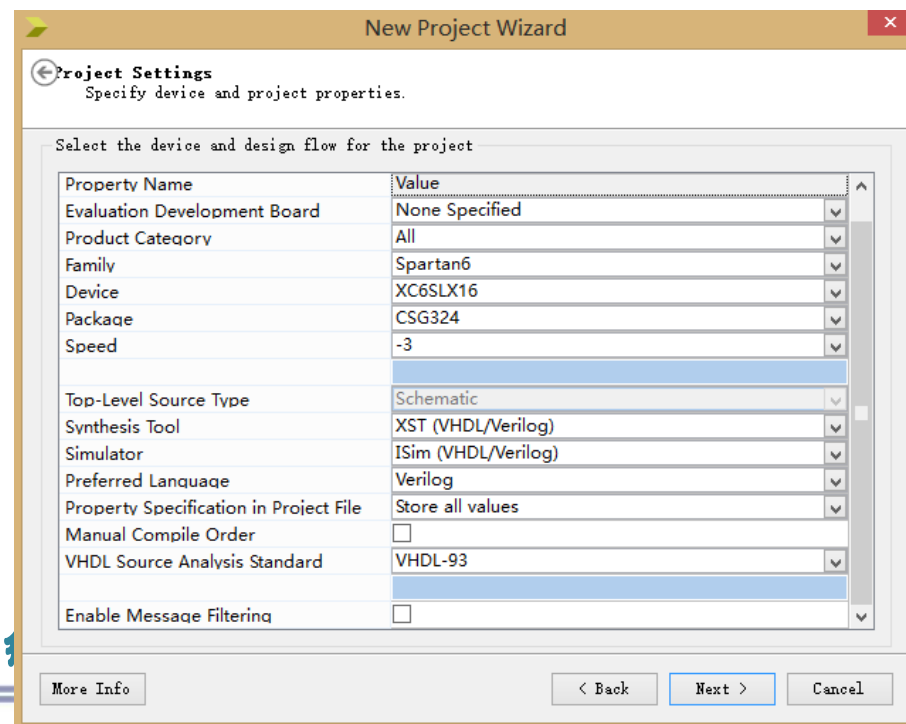 New Project Wizard
Project Settings
Specify device and project properties.
Select the device and design flow for the project
Property Name Value
Evaluation Development Board None Specified
Product Category All
Family Spartan6
Device XC6SLX16
Package CSG324
Speed -3
Top-Level Source Type Schematic
Synthesis Tool XST (VHDL/Verilog)
Simulator ISim (VHDL/Verilog)
Preferred Language Verilog
Property Specification in Project File Store all values
Manual Compile Order
VHDL Source Analysis Standard VHDL-93
Enable Message Filtering
More Info < Back Next > Cancel